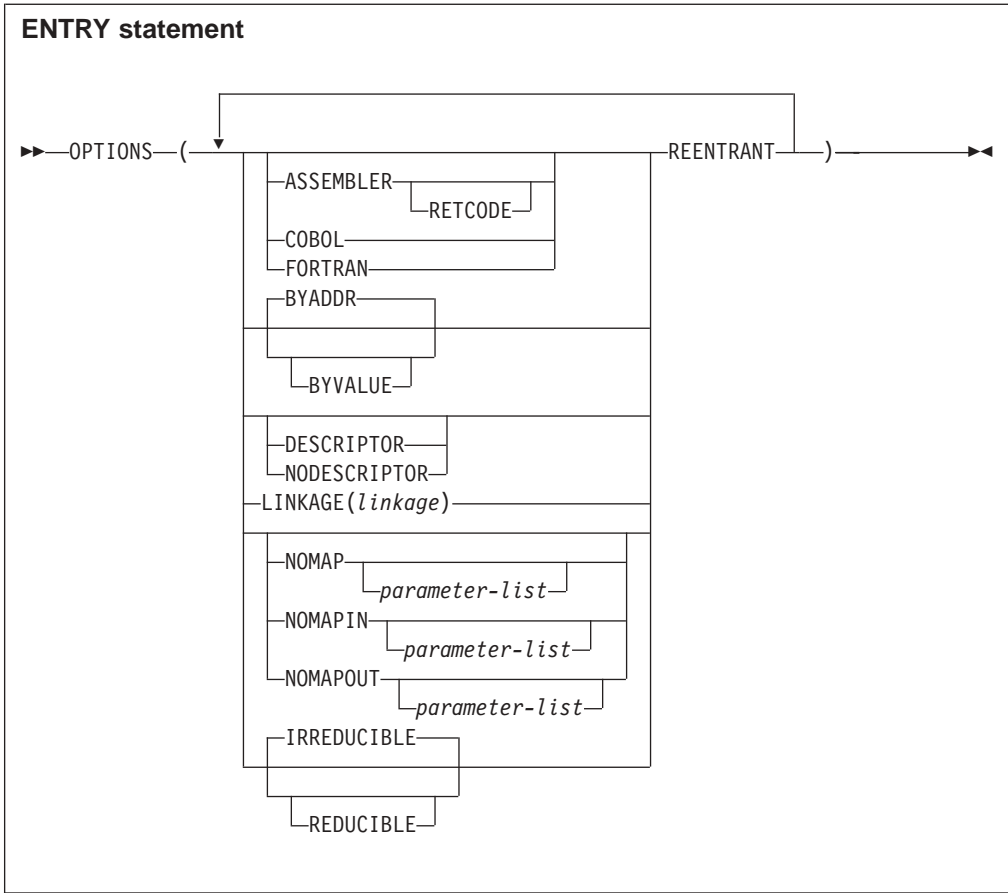 ENTRY statement
OPTIONS ( REENTRANT )
ASSEMBLER
RETCODE
COBOL
FORTRAN
BYADDR
BYVALUE
DESCRIPTOR
NODESCRIPTOR
LINKAGE(linkage)
NOMAP
parameter-list
NOMAPIN
parameter-list
NOMAPOUT
parameter-list
IRREDUCIBLE
REDUCIBLE